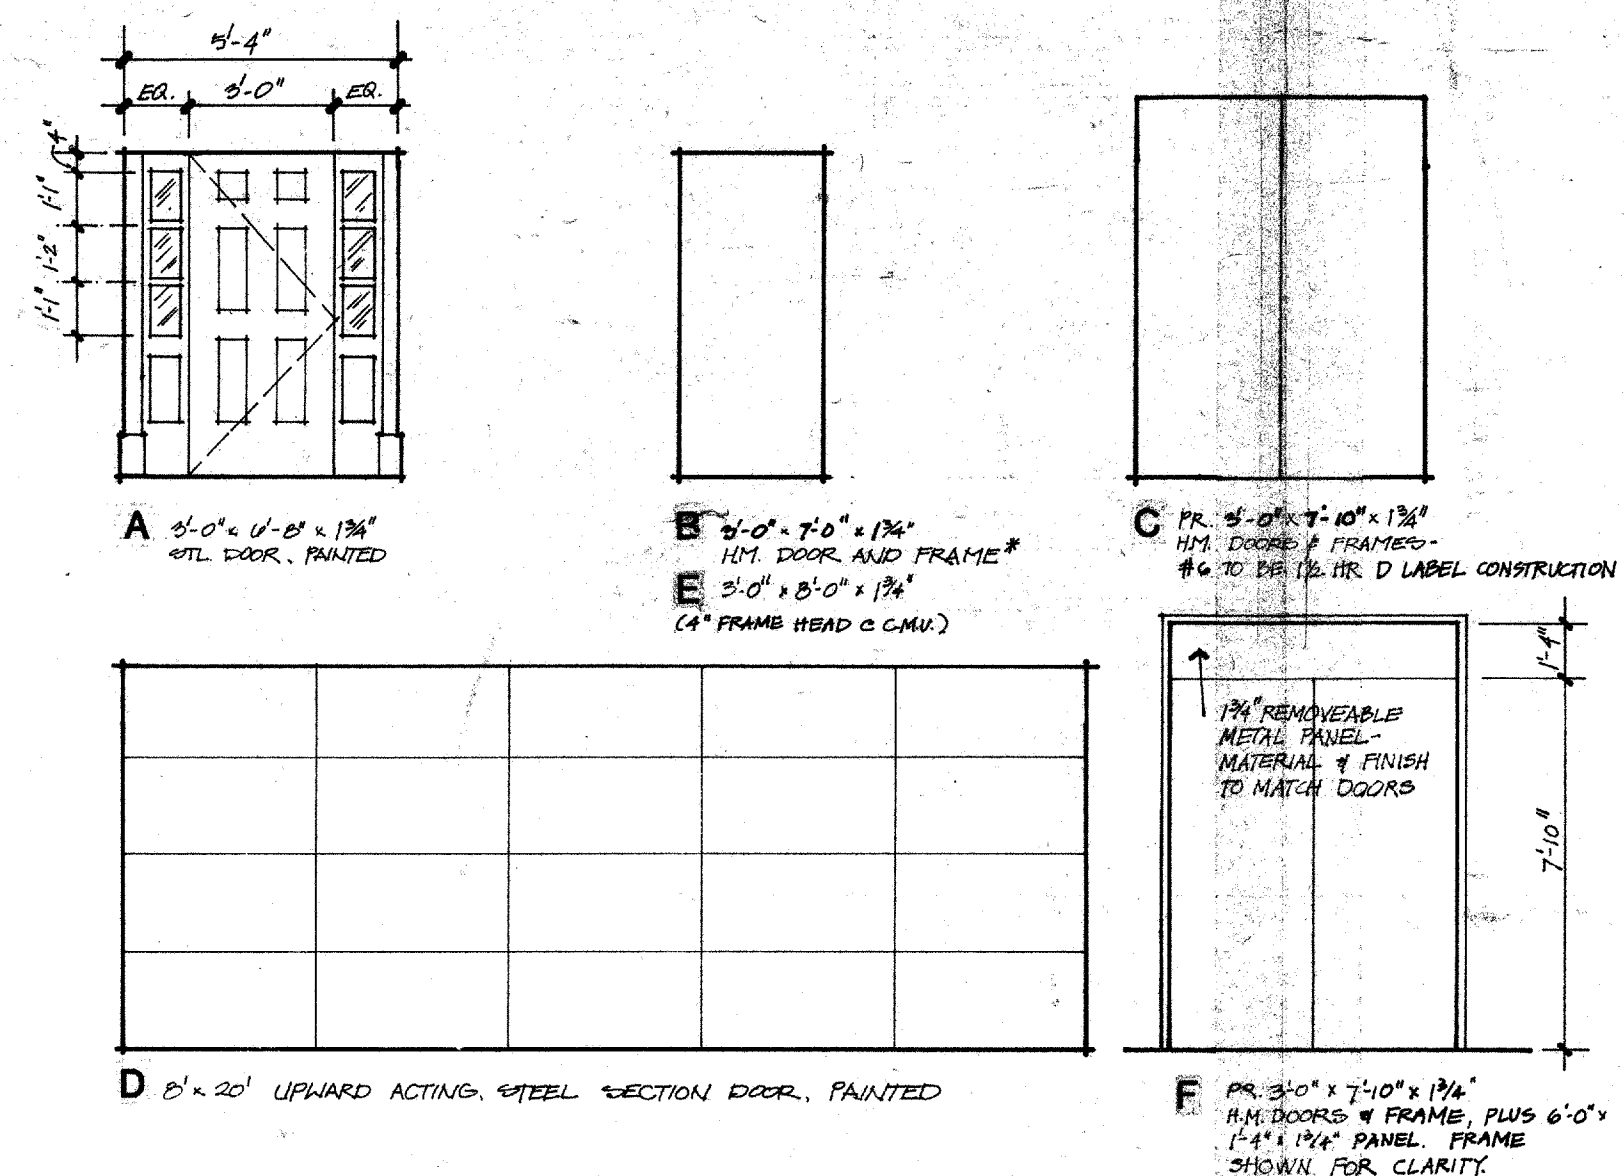 5'-4"
EQ. 3'-0" EQ.
4"
1'-1"
1'-2"
1'-1"
A 3'-0" x 6'-8" x 1¾"
STL. DOOR, PAINTED
B 3'-0" x 7'-0" x 1¾"
H.M. DOOR AND FRAME*
E 3'-0" x 8'-0" x 1¾"
(4" FRAME HEAD @ C.M.U.)
C PR. 3'-0" x 7'-10" x 1¾"
H.M. DOORS & FRAMES-
#6 TO BE 1½ HR D LABEL CONSTRUCTION
1'-4"
1¾" REMOVEABLE
METAL PANEL-
MATERIAL & FINISH
TO MATCH DOORS
7'-10"
D 8' x 20' UPWARD ACTING, STEEL SECTION DOOR, PAINTED
F PR. 3'-0" x 7'-10" x 1¾"
H.M. DOORS & FRAME, PLUS 6'-0" x
1'-4" x 1¾" PANEL. FRAME
SHOWN FOR CLARITY.